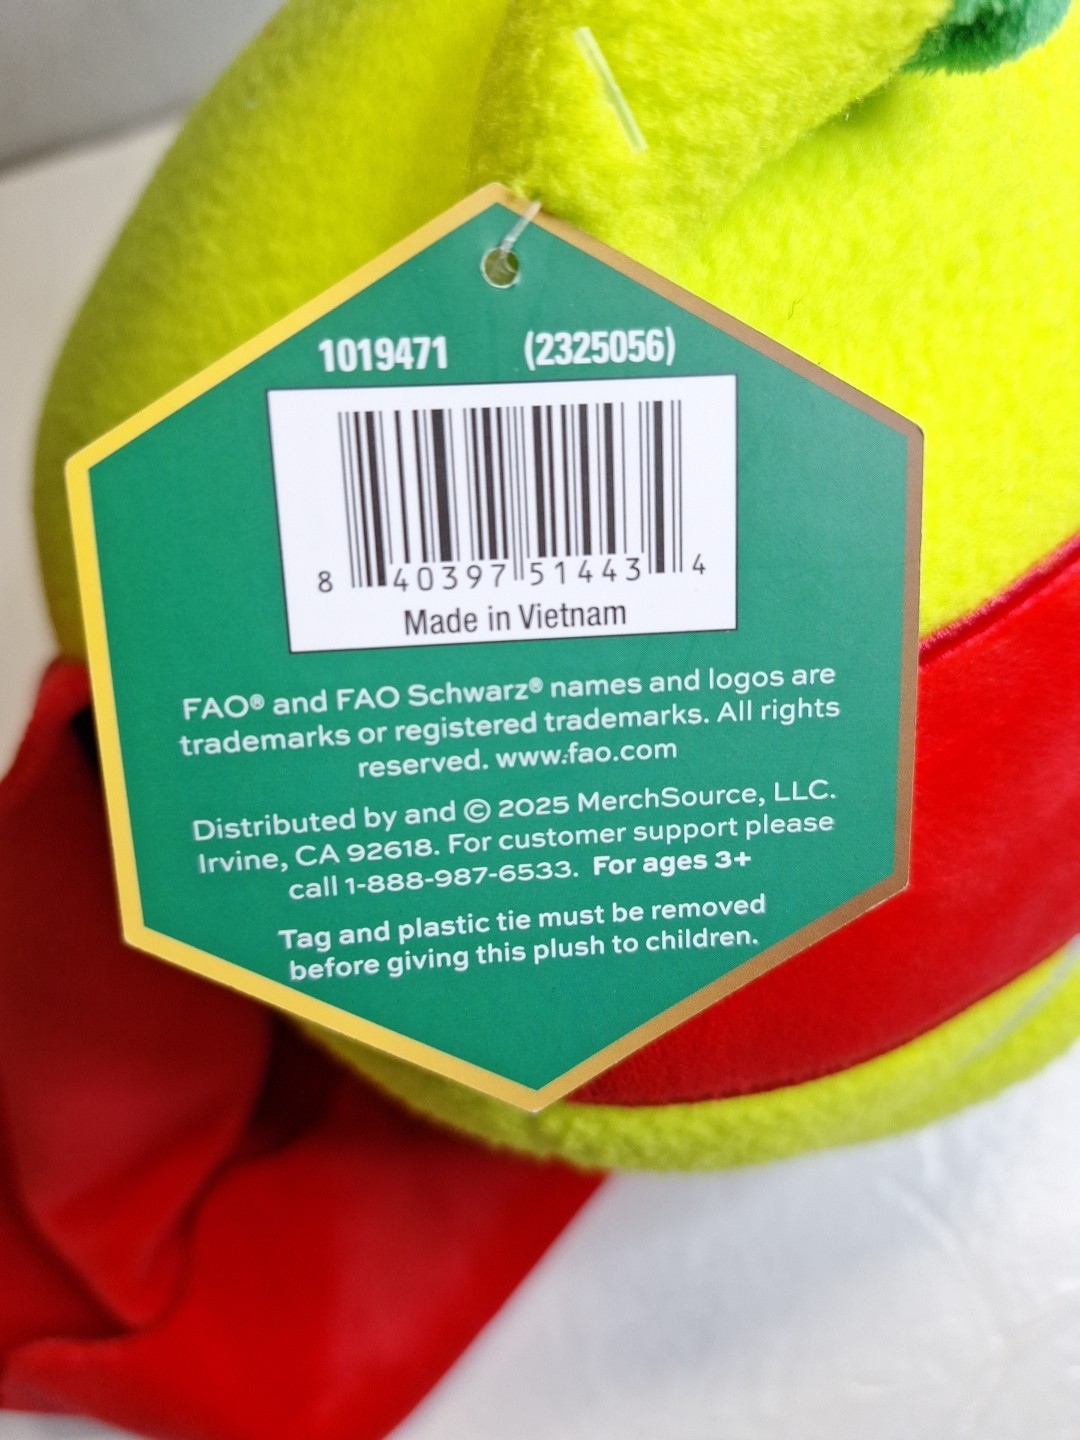 1019471 (2325056)
8 40397 51443 4
Made in Vietnam
FAO® and FAO Schwarz® names and logos are
trademarks or registered trademarks. All rights
reserved. www.fao.com
Distributed by and © 2025 MerchSource, LLC.
Irvine, CA 92618. For customer support please
call 1-888-987-6533. For ages 3+
Tag and plastic tie must be removed
before giving this plush to children.